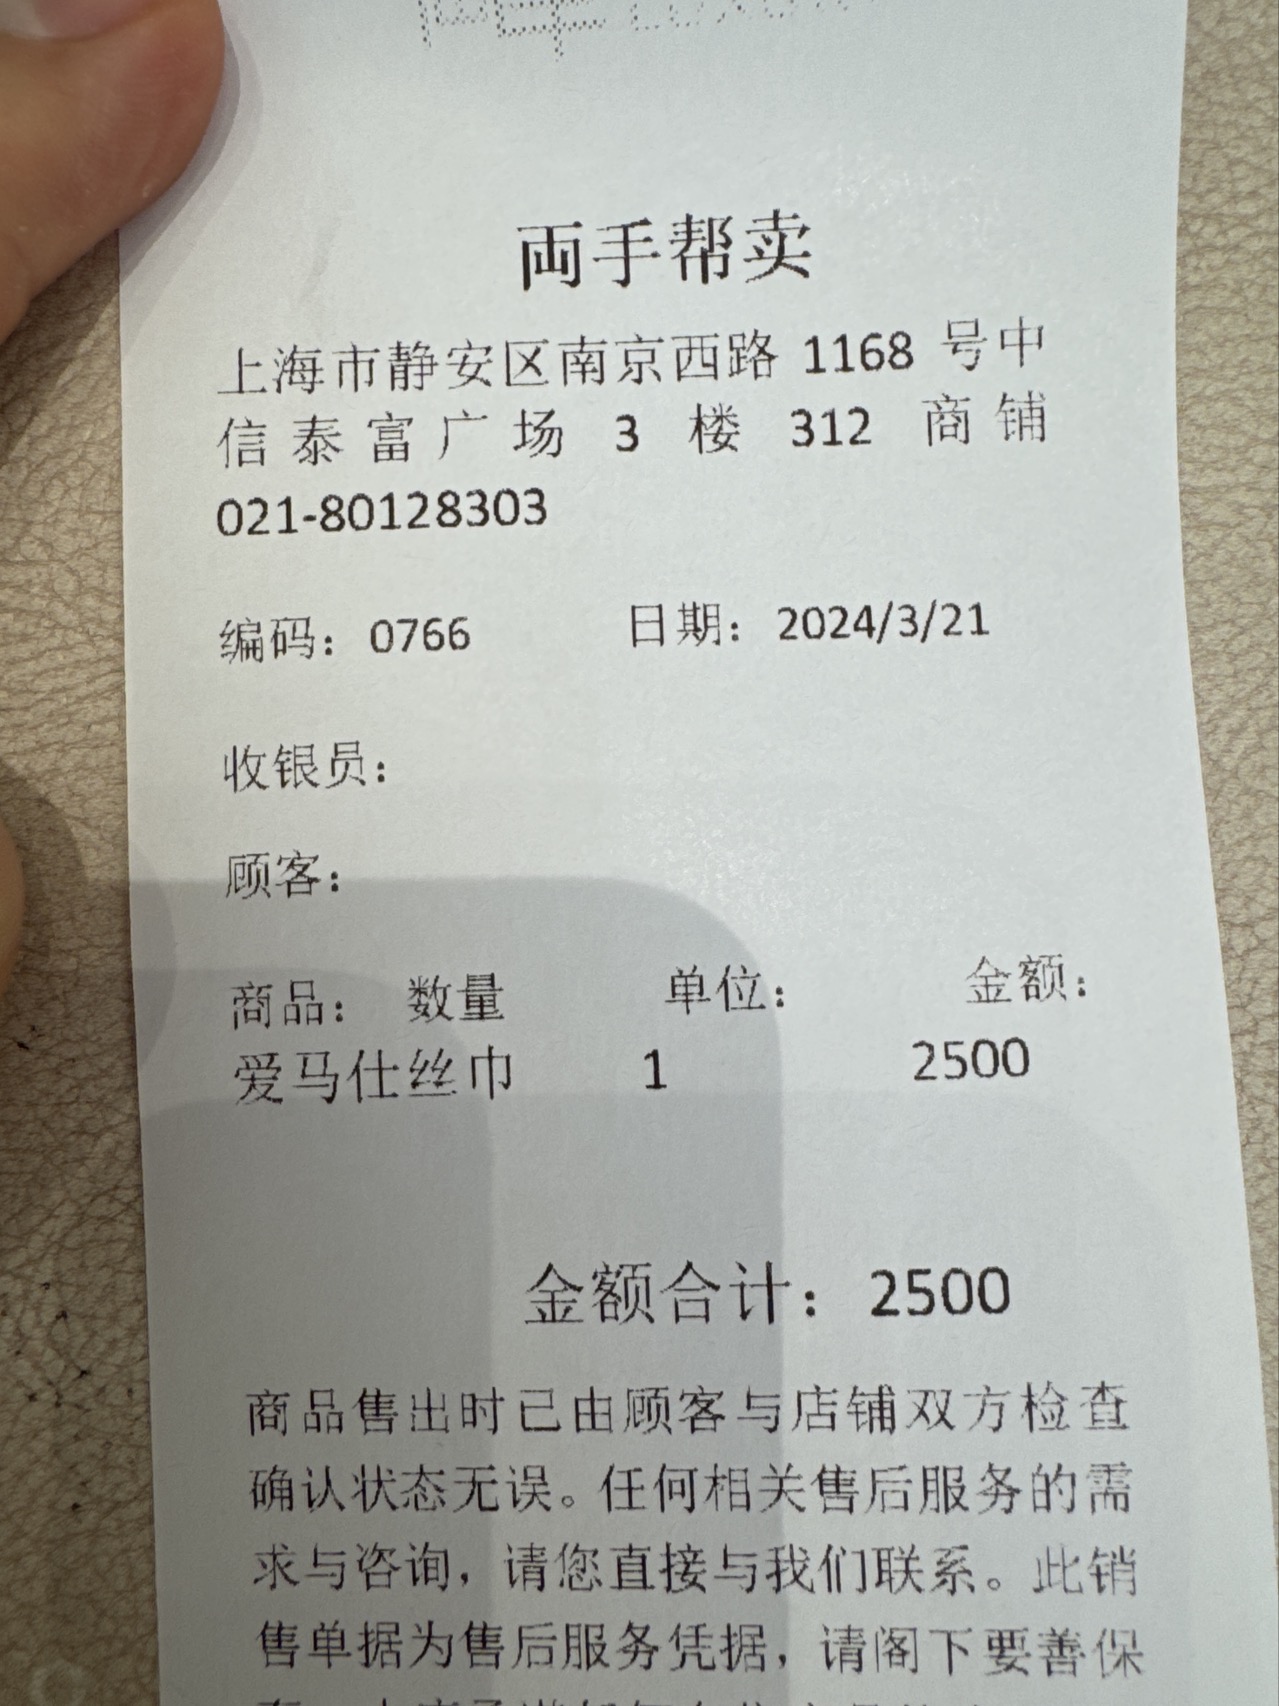 両手帮卖
上海市静安区南京西路 1168 号中
信泰富广场 3 楼 312 商铺
021-80128303
编码：0766 日期：2024/3/21
收银员：
顾客：
商品： 数量 单位： 金额：
爱马仕丝巾 1 2500
金额合计：2500
商品售出时已由顾客与店铺双方检查
确认状态无误。任何相关售后服务的需
求与咨询，请您直接与我们联系。此销
售单据为售后服务凭据，请阁下要善保